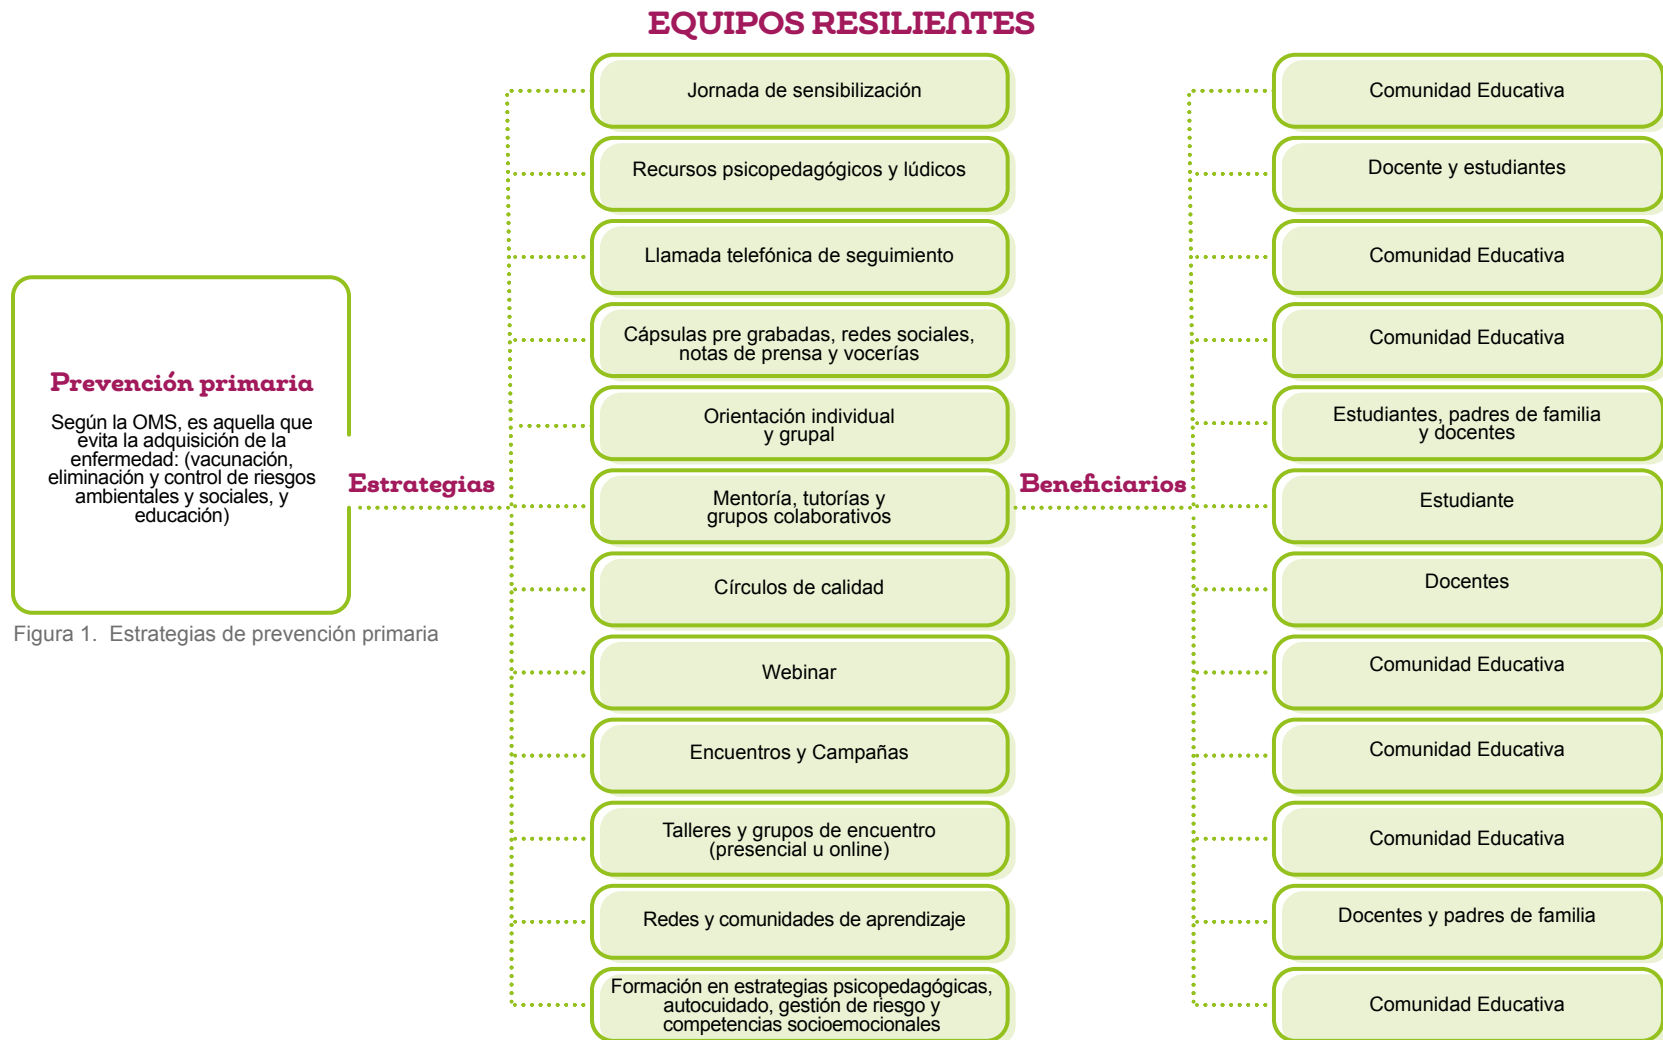 EQUIPOS RESILIENTES
Prevención primaria
Según la OMS, es aquella que
evita la adquisición de la
enfermedad: (vacunación,
eliminación y control de riesgos
ambientales y sociales, y
educación)
Figura 1. Estrategias de prevención primaria
Estrategias
Jornada de sensibilización
Recursos psicopedagógicos y lúdicos
Llamada telefónica de seguimiento
Cápsulas pre grabadas, redes sociales,
notas de prensa y vocerías
Orientación individual
y grupal
Mentoría, tutorías y
grupos colaborativos
Círculos de calidad
Webinar
Encuentros y Campañas
Talleres y grupos de encuentro
(presencial u online)
Redes y comunidades de aprendizaje
Formación en estrategias psicopedagógicas,
autocuidado, gestión de riesgo y
competencias socioemocionales
Beneficiarios
Comunidad Educativa
Docente y estudiantes
Comunidad Educativa
Comunidad Educativa
Estudiantes, padres de familia
y docentes
Estudiante
Docentes
Comunidad Educativa
Comunidad Educativa
Comunidad Educativa
Docentes y padres de familia
Comunidad Educativa